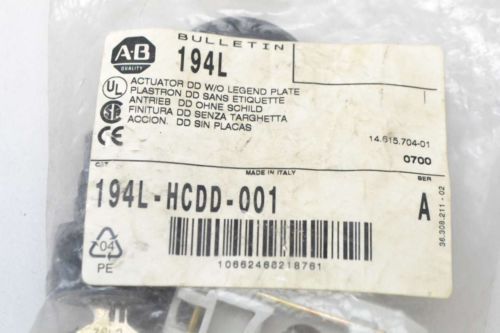 BULLETIN
A-B
QUALITY
194L
UL
ACTUATOR DD W/O LEGEND PLATE
PLASTRON DD SANS ETIQUETTE
ANTRIEB DD OHNE SCHILD
FINITURA DD SENZA TARGHETTA
ACCION. DD SIN PLACAS
CE
14.615.704-01
0700
CAT
MADE IN ITALY
SER
194L-HCDD-001
A
36.308.211 - 02
04
PE
10662468218761